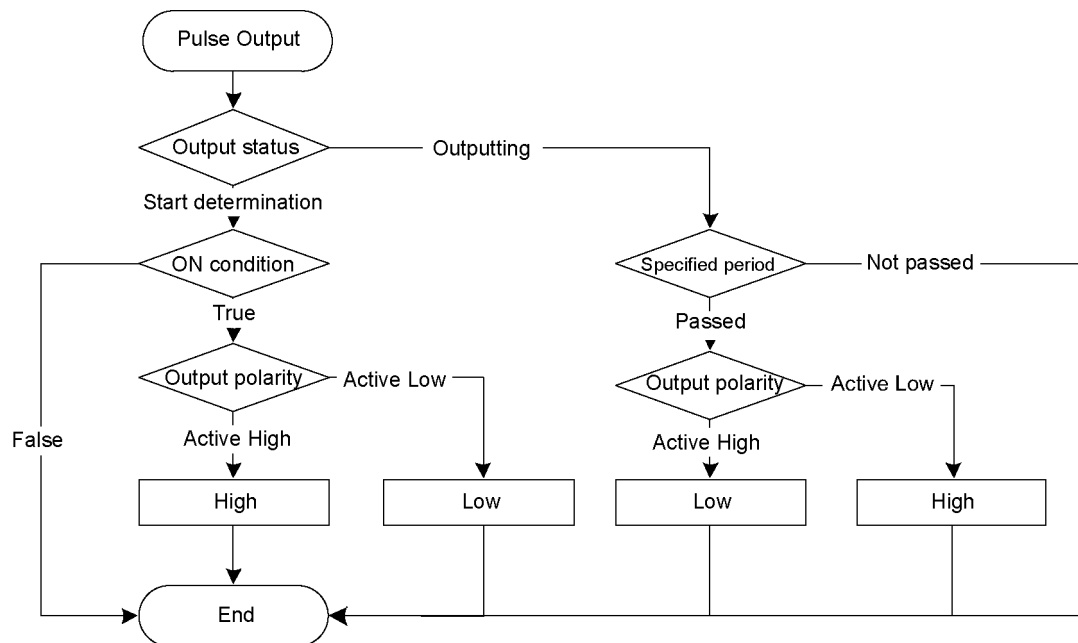 Pulse Output
Output status
Outputting
Start determination
ON condition
Specified period
Not passed
True
Passed
Output polarity
Active Low
Output polarity
Active Low
False
Active High
Active High
High
Low
Low
High
End